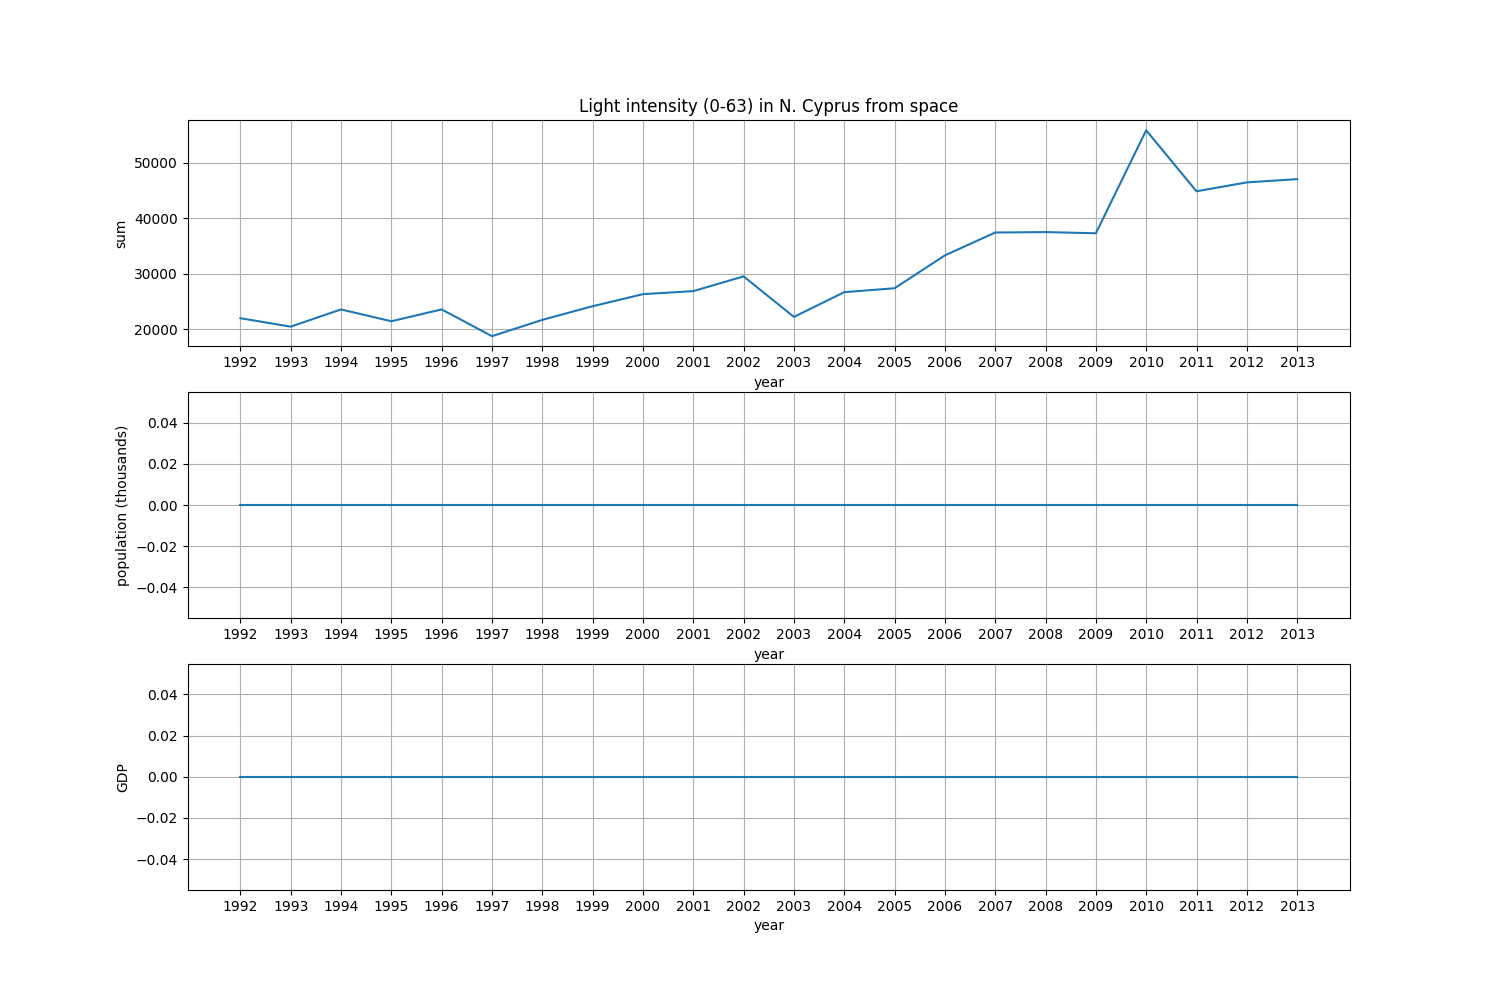 Light intensity (0-63) in N. Cyprus from space
50000
40000
30000
20000
sum
1992 1993 1994 1995 1996 1997 1998 1999 2000 2001 2002 2003 2004 2005 2006 2007 2008 2009 2010 2011 2012 2013
year
0.04
0.02
0.00
−0.02
−0.04
population (thousands)
1992 1993 1994 1995 1996 1997 1998 1999 2000 2001 2002 2003 2004 2005 2006 2007 2008 2009 2010 2011 2012 2013
year
0.04
0.02
0.00
−0.02
−0.04
GDP
1992 1993 1994 1995 1996 1997 1998 1999 2000 2001 2002 2003 2004 2005 2006 2007 2008 2009 2010 2011 2012 2013
year